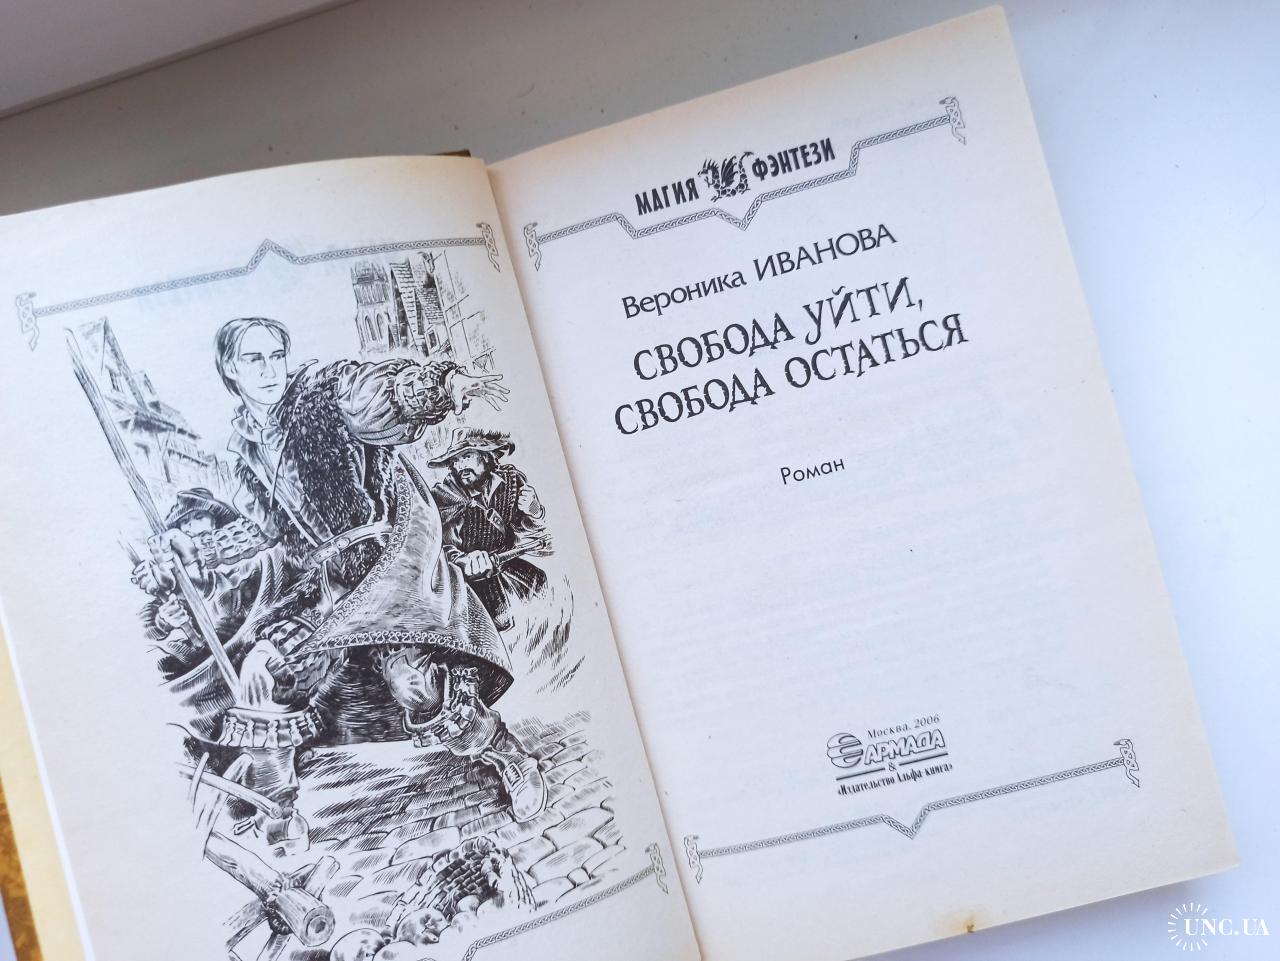 МАГИЯ ФЭНТЕЗИ
Вероника ИВАНОВА
СВОБОДА УЙТИ,
СВОБОДА ОСТАТЬСЯ
Роман
Москва, 2006
АРМАДА
&
«Издательство Альфа-книга»
UNC.UA